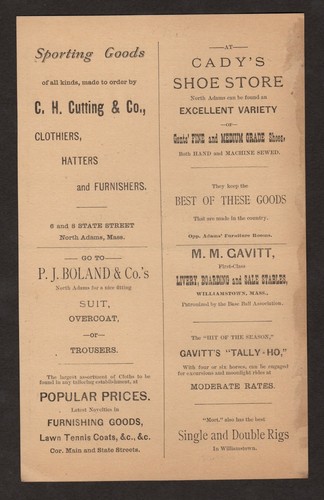 Sporting Goods
of all kinds, made to order by
C. H. Cutting & Co.,
CLOTHIERS,
HATTERS
and FURNISHERS.
6 and 8 STATE STREET
North Adams, Mass.
GO TO
P. J. BOLAND & Co.'s
North Adams for a nice fitting
SUIT,
OVERCOAT,
—or—
TROUSERS.
The largest assortment of Cloths to be
found in any tailoring establishment, at
POPULAR PRICES.
Latest Novelties in
FURNISHING GOODS,
Lawn Tennis Coats, &c., &c.
Cor. Main and State Streets.
—AT—
CADY'S
SHOE STORE
North Adams can be found an
EXCELLENT VARIETY
—OF—
Gents' FINE and MEDIUM GRADE Shoes,
Both HAND and MACHINE SEWED.
They keep the
BEST OF THESE GOODS
That are made in the country.
Opp. Adams' Furniture Rooms.
M. M. GAVITT,
First-Class
LIVERY, BOARDING and SALE STABLES,
WILLIAMSTOWN, MASS.
Patronized by the Base Ball Association.
The "HIT OF THE SEASON,"
GAVITT'S "TALLY-HO,"
With four or six horses, can be engaged
for excursions and moonlight rides at
MODERATE RATES.
"Mort." also has the best
Single and Double Rigs
In Williamstown.